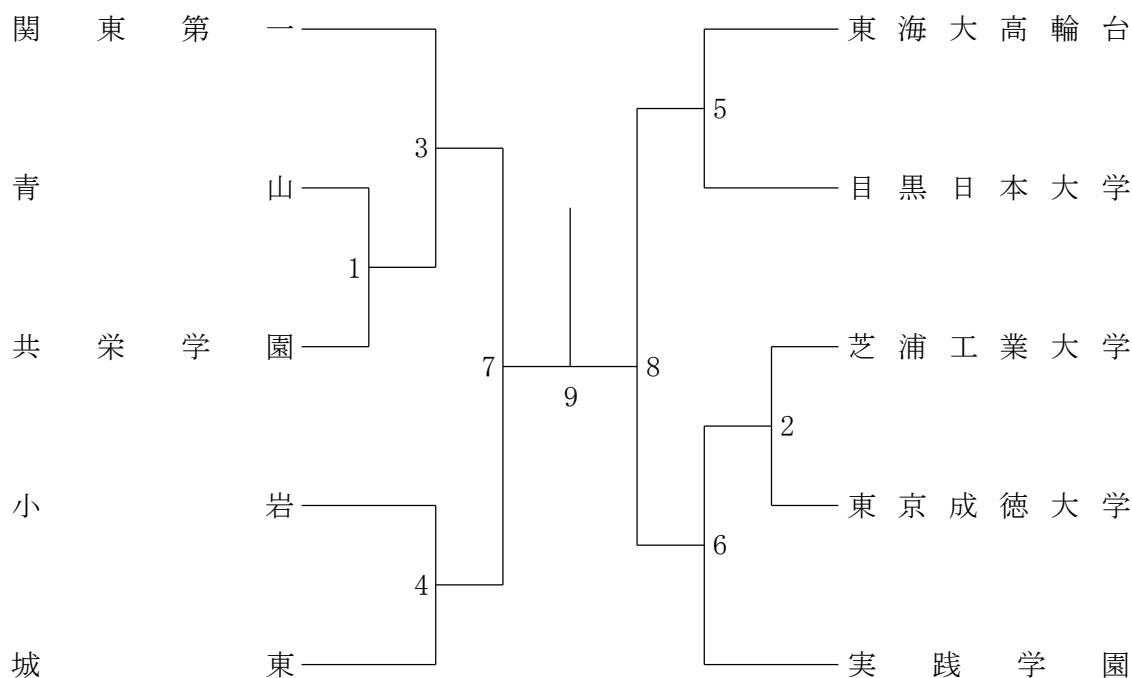 関東第一
青山
共栄学園
小岩
城東
東海大高輪台
目黒日本大学
芝浦工業大学
東京成徳大学
実践学園
1
2
3
4
5
6
7
8
9